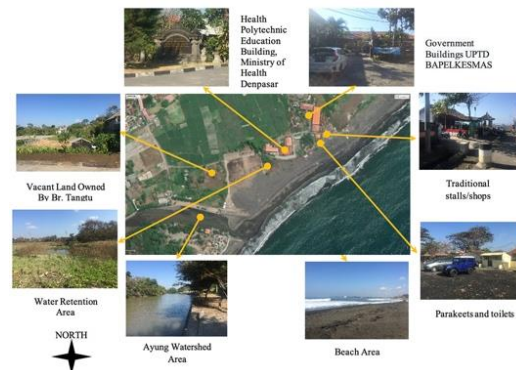 Health
Polytechnic
Education
Building,
Ministry of
Health
Denpasar
Government
Buildings UPTD
BAPELKESMAS
Vacant Land Owned
By Br. Tangtu
Traditional
stalls/shops
Water Retention
Area
Ayung Watershed
Area
Beach Area
Parakeets and toilets
NORTH